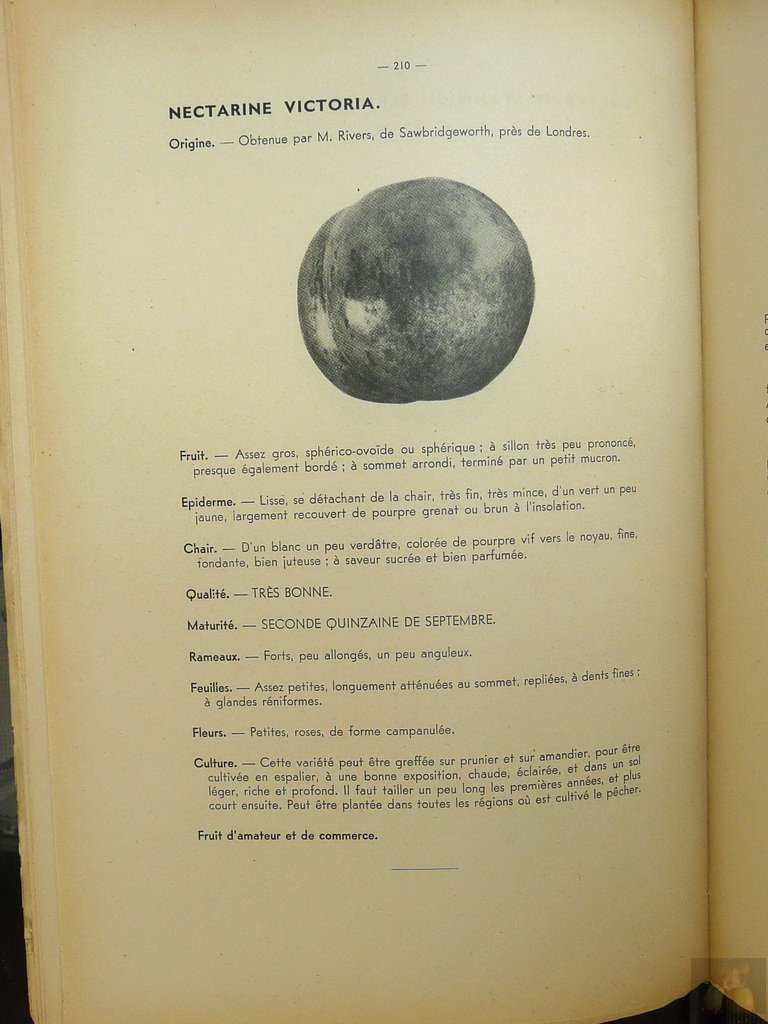 — 210 —
NECTARINE VICTORIA.
Origine. — Obtenue par M. Rivers, de Sawbridgeworth, près de Londres.
Fruit. — Assez gros, sphérico-ovoïde ou sphérique ; à sillon très peu prononcé,
presque également bordé ; à sommet arrondi, terminé par un petit mucron.
Epiderme. — Lisse, se détachant de la chair, très fin, très mince, d'un vert un peu
jaune, largement recouvert de pourpre grenat ou brun à l'insolation.
Chair. — D'un blanc un peu verdâtre, colorée de pourpre vif vers le noyau, fine,
fondante, bien juteuse ; à saveur sucrée et bien parfumée.
Qualité. — TRÈS BONNE.
Maturité. — SECONDE QUINZAINE DE SEPTEMBRE.
Rameaux. — Forts, peu allongés, un peu anguleux.
Feuilles. — Assez petites, longuement atténuées au sommet, repliées, à dents fines ;
à glandes réniformes.
Fleurs. — Petites, roses, de forme campanulée.
Culture. — Cette variété peut être greffée sur prunier et sur amandier, pour être
cultivée en espalier, à une bonne exposition, chaude, éclairée, et dans un sol
léger, riche et profond. Il faut tailler un peu long les premières années, et plus
court ensuite. Peut être plantée dans toutes les régions où est cultivé le pêcher.
Fruit d'amateur et de commerce.